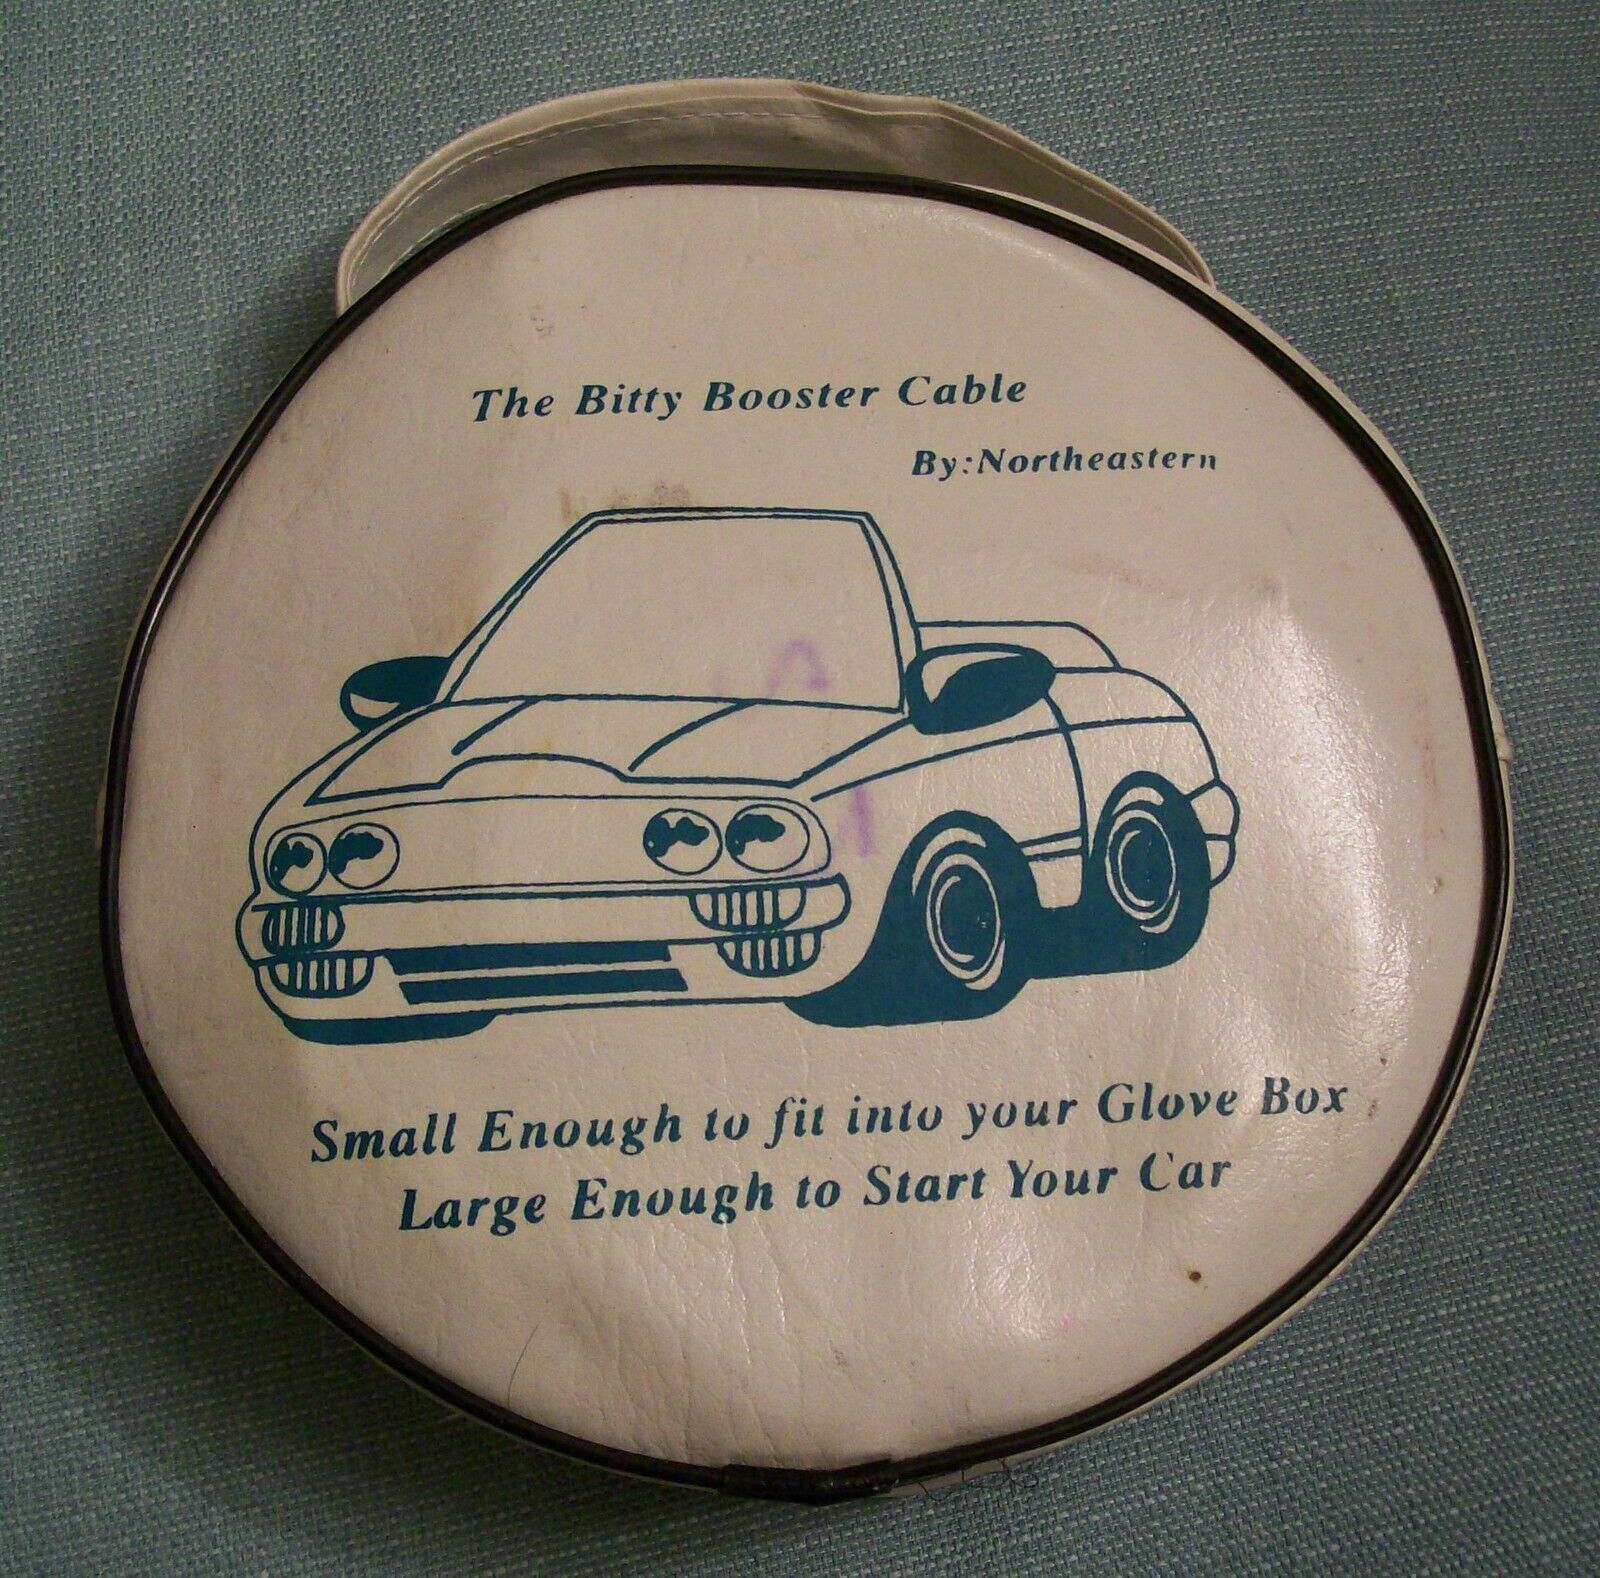 The Bitty Booster Cable
By:Northeastern
Small Enough to fit into your Glove Box
Large Enough to Start Your Car